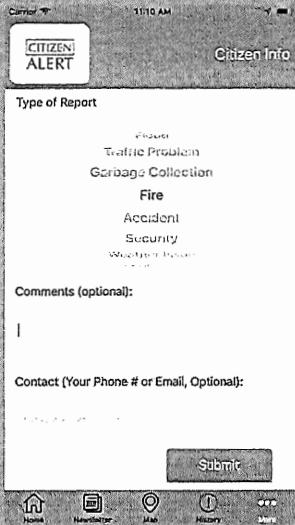 Carrier 11:10 AM
CITIZEN
ALERT
Citizen Info
Type of Report
Traffic Problem
Garbage Collection
Fire
Accident
Security
Comments (optional):
Contact (Your Phone # or Email, Optional):
Submit
Home Newsletter Map History More